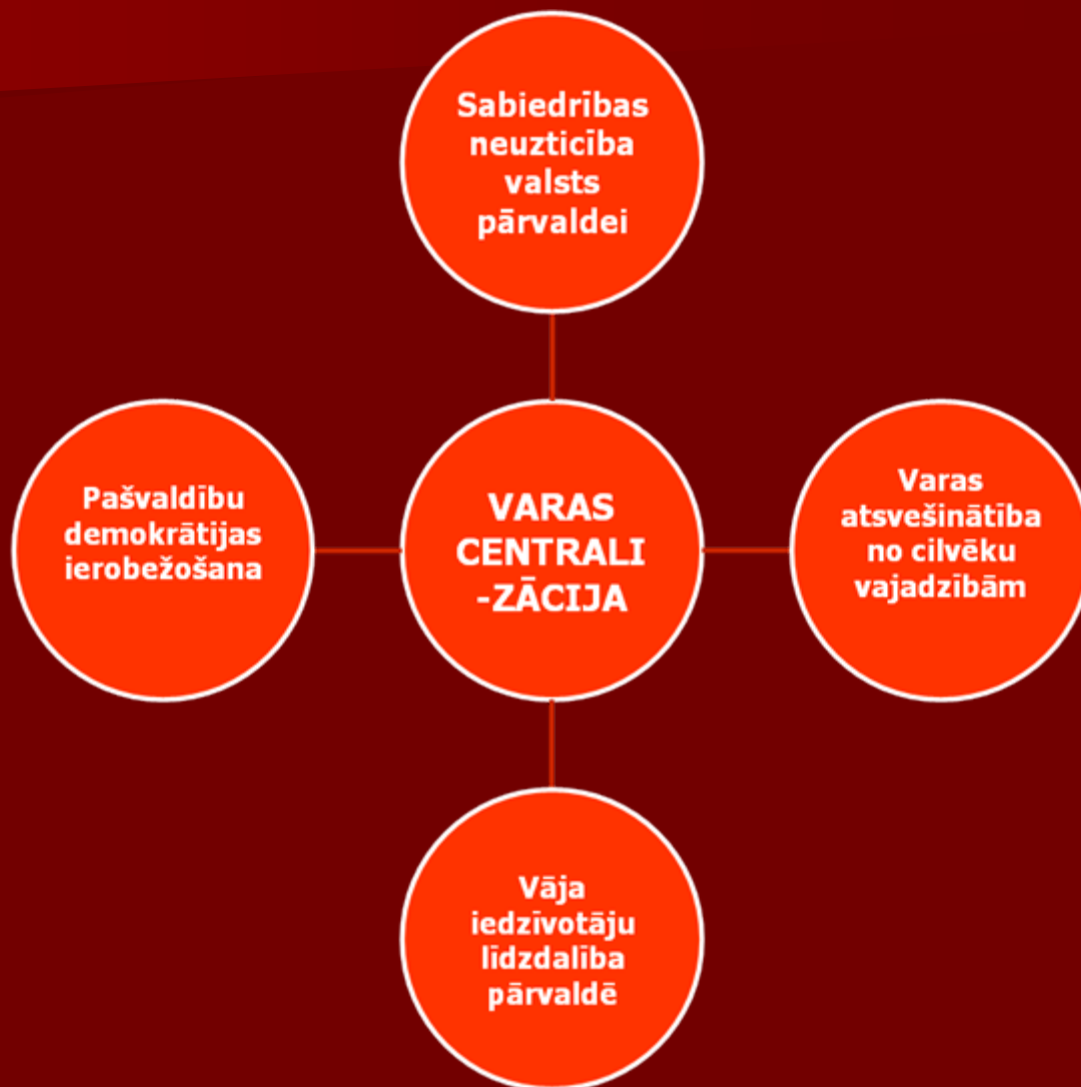 Sabiedrības
neuzticība
valsts
pārvaldei
Pašvaldību
demokrātijas
ierobežošana
VARAS
CENTRALI
-ZĀCIJA
Varas
atsvešinātība
no cilvēku
vajadzībām
Vāja
iedzīvotāju
līdzdalība
pārvaldē